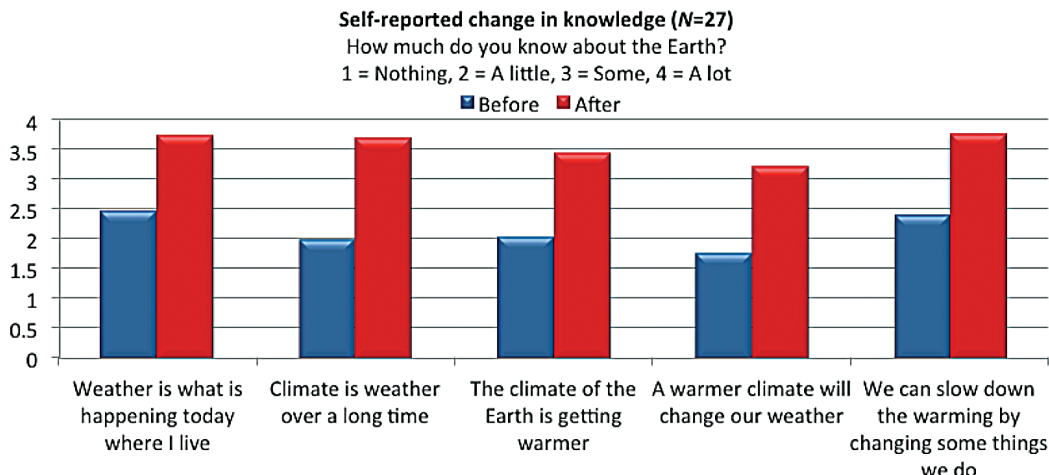 Self-reported change in knowledge (N=27)
How much do you know about the Earth?
1 = Nothing, 2 = A little, 3 = Some, 4 = A lot
Before After
4
3.5
3
2.5
2
1.5
1
0.5
0
Weather is what is
happening today
where I live
Climate is weather
over a long time
The climate of the
Earth is getting
warmer
A warmer climate will
change our weather
We can slow down
the warming by
changing some things
we do